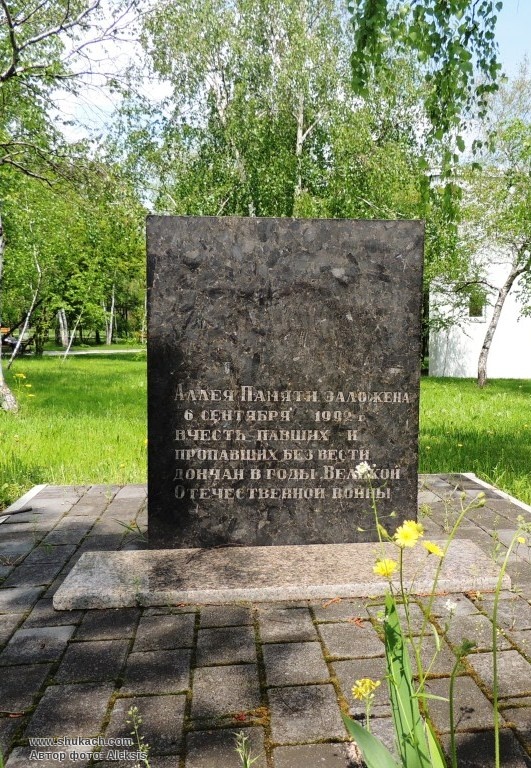 Аллея Памяти заложена
6 сентября 1992 г
в честь павших и
пропавших без вести
дончан в годы Великой
Отечественной войны
www.shukach.com
Автор фото: Aleksis